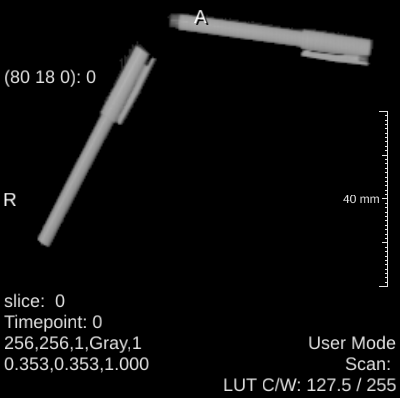 A
(80 18 0): 0
40 mm
R
slice:  0
Timepoint: 0
256,256,1,Gray,1
0.353,0.353,1.000
User Mode
Scan:
LUT C/W: 127.5 / 255